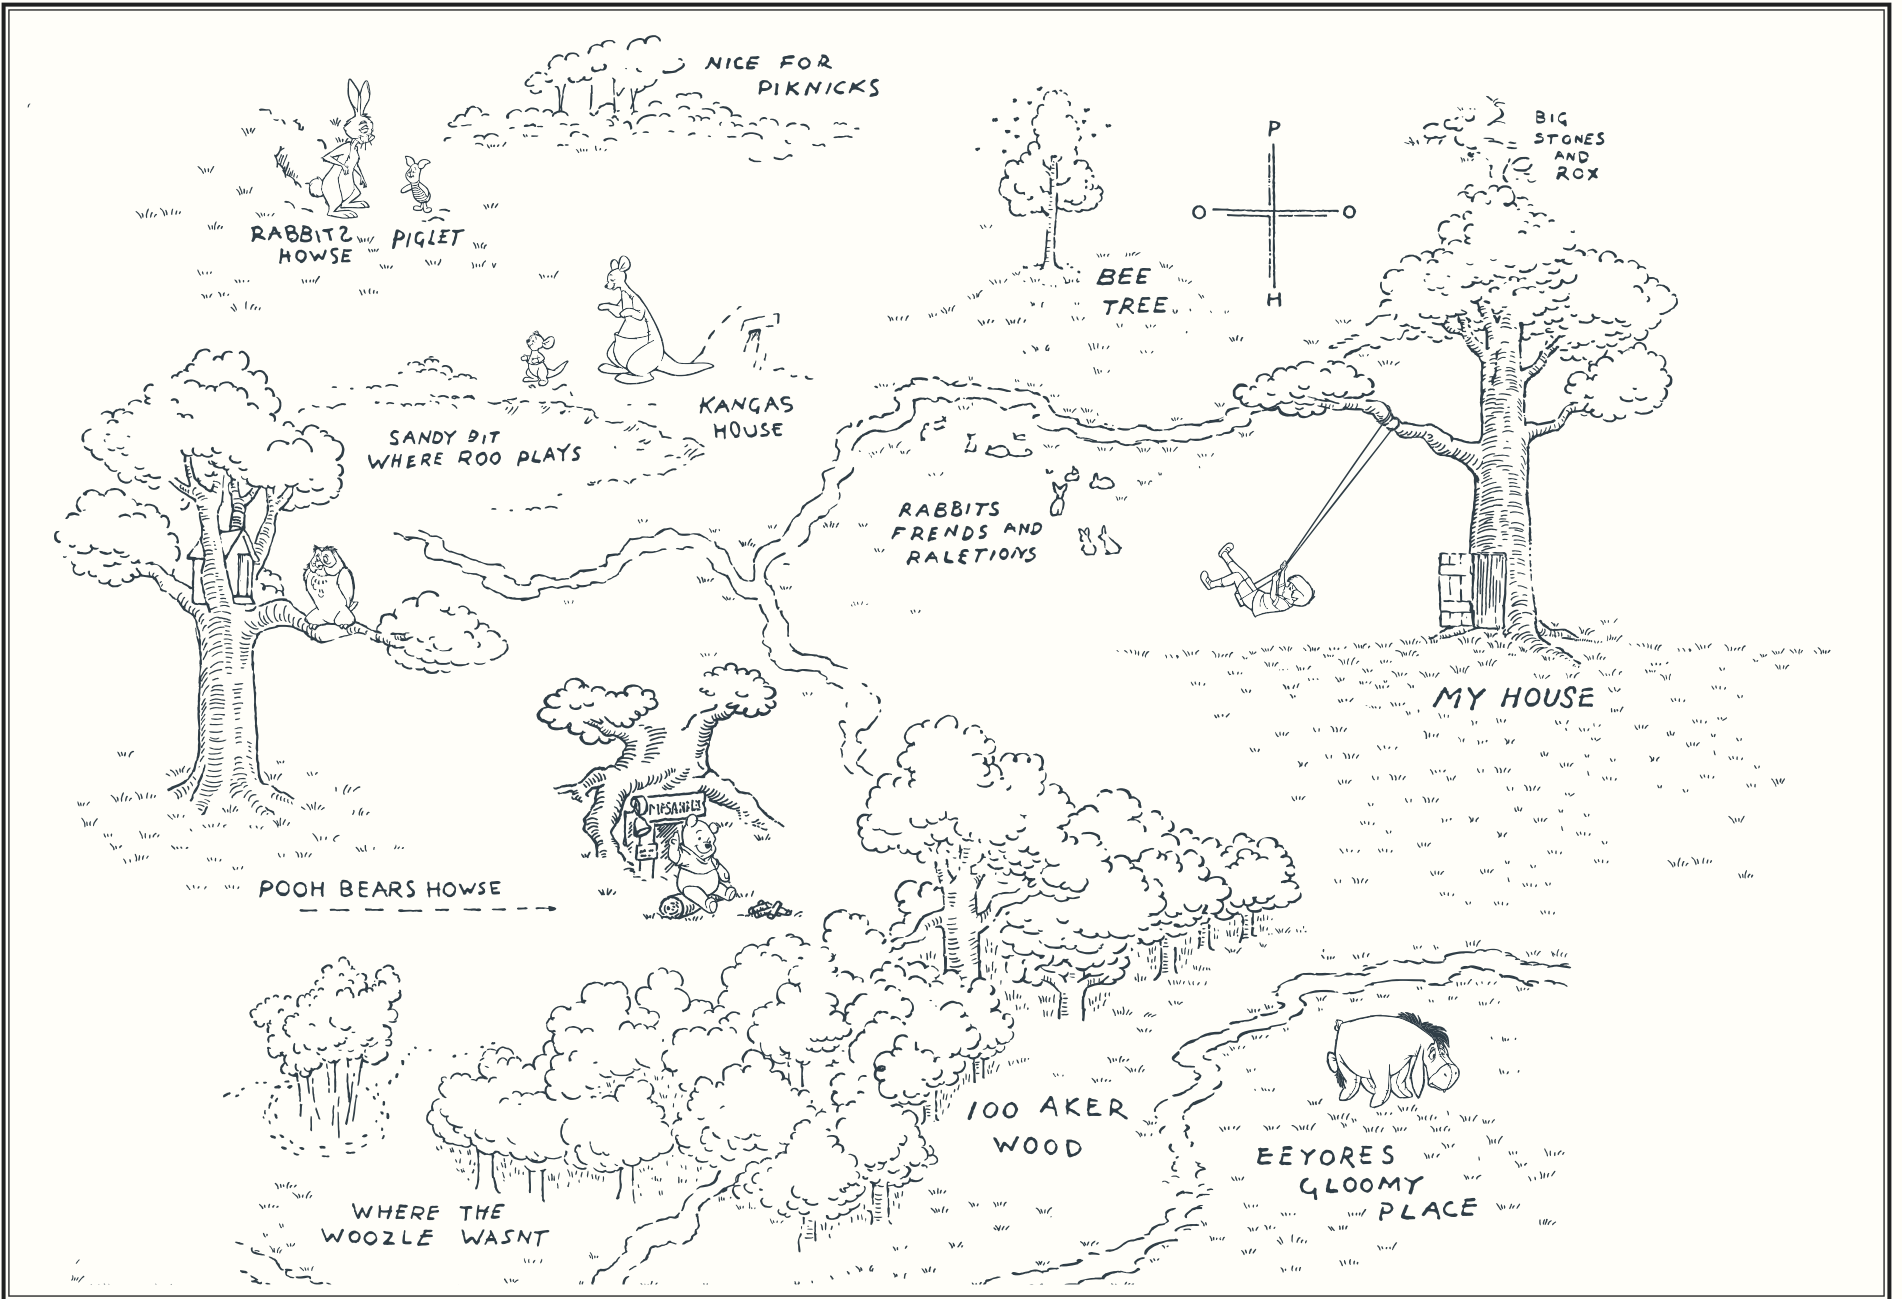 NICE FOR
PIKNICKS
BIG
STONES
AND
ROX
P
O O
H
RABBITS
HOWSE
PIGLET
BEE
TREE
KANGAS
HOUSE
SANDY PIT
WHERE ROO PLAYS
RABBITS
FRENDS AND
RALETIONS
MY HOUSE
POOH BEARS HOWSE
100 AKER
WOOD
EEYORES
GLOOMY
PLACE
WHERE THE
WOOZLE WASNT